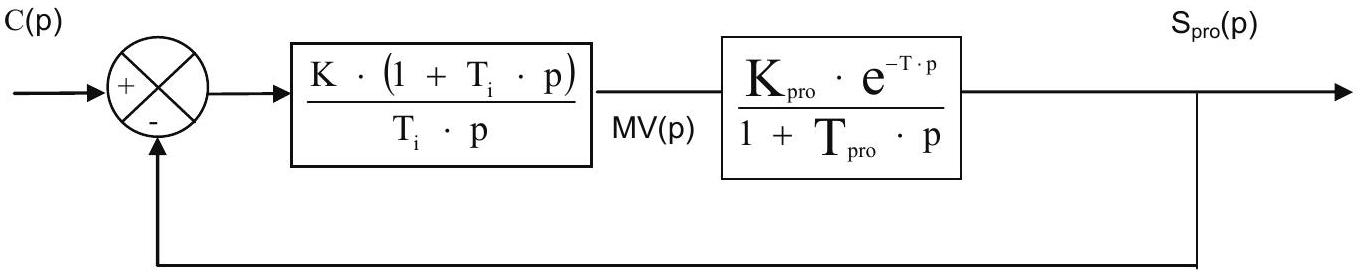 C(p)
S_pro(p)
+
-
K · (1 + T_i · p)
T_i · p
MV(p)
K_pro · e^{-T·p}
1 + T_pro · p